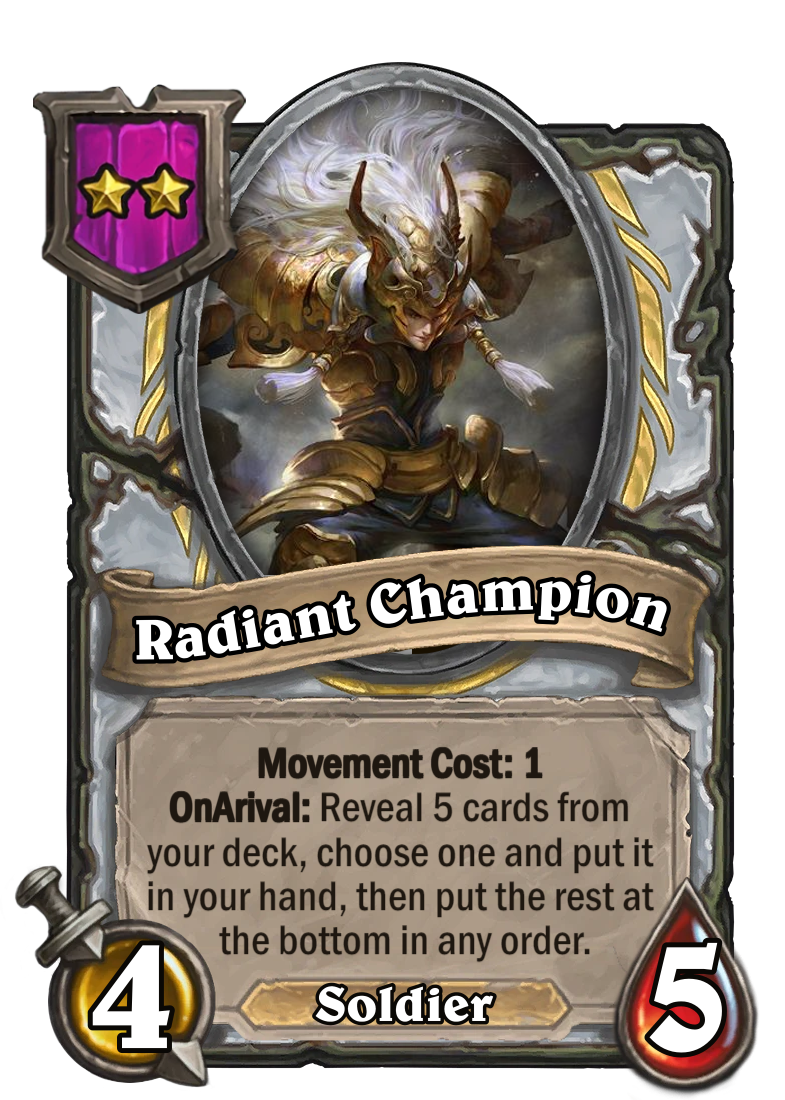 Radiant Champion
Movement Cost: 1
OnArival: Reveal 5 cards from
your deck, choose one and put it
in your hand, then put the rest at
the bottom in any order.
4
Soldier
5